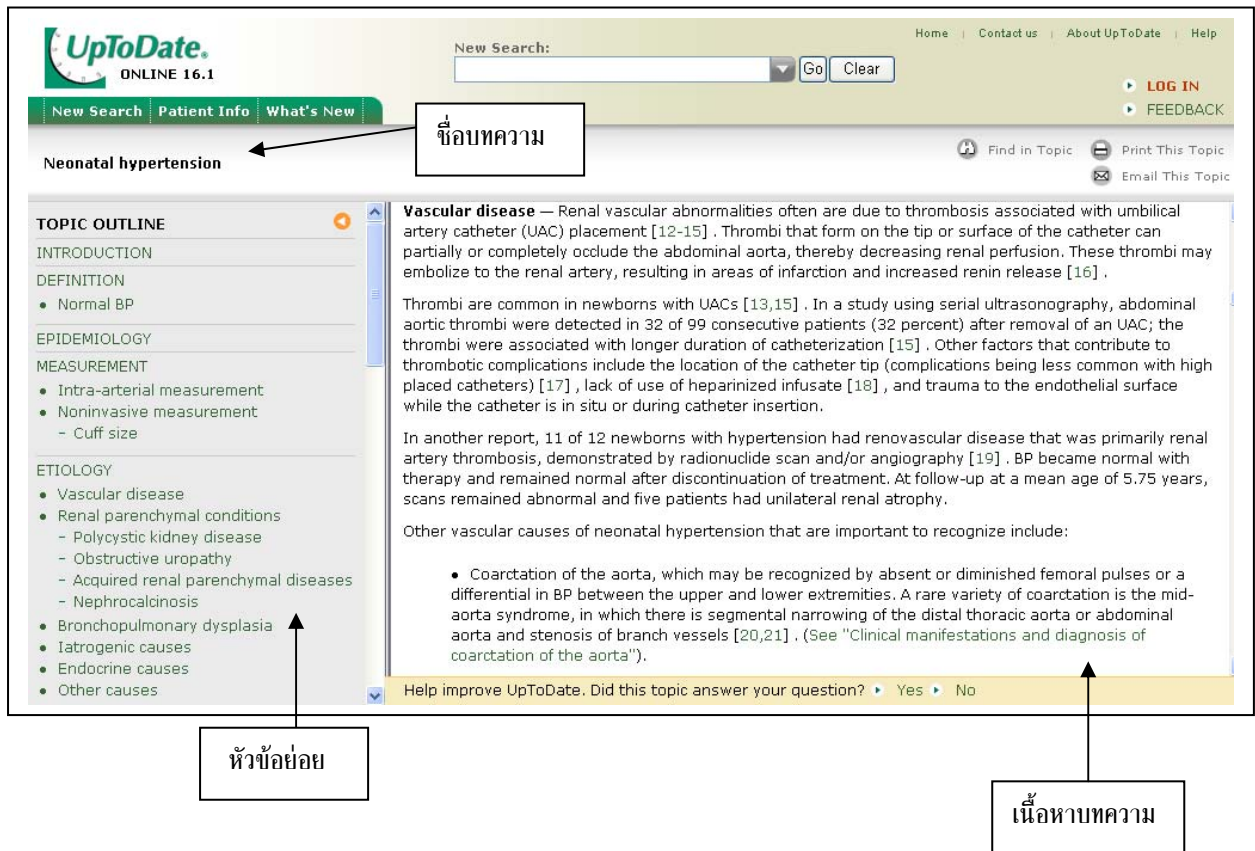 UpToDate®
ONLINE 16.1
New Search:
Go Clear
Home | Contact us | About UpToDate | Help
LOG IN
FEEDBACK
New Search Patient Info What's New
ชื่อบทความ
Neonatal hypertension
Find in Topic Print This Topic
Email This Topic
TOPIC OUTLINE
INTRODUCTION
DEFINITION
• Normal BP
EPIDEMIOLOGY
MEASUREMENT
• Intra-arterial measurement
• Noninvasive measurement
– Cuff size
ETIOLOGY
• Vascular disease
• Renal parenchymal conditions
– Polycystic kidney disease
– Obstructive uropathy
– Acquired renal parenchymal diseases
– Nephrocalcinosis
• Bronchopulmonary dysplasia
• Iatrogenic causes
• Endocrine causes
• Other causes
Vascular disease — Renal vascular abnormalities often are due to thrombosis associated with umbilical
artery catheter (UAC) placement [12-15] . Thrombi that form on the tip or surface of the catheter can
partially or completely occlude the abdominal aorta, thereby decreasing renal perfusion. These thrombi may
embolize to the renal artery, resulting in areas of infarction and increased renin release [16] .
Thrombi are common in newborns with UACs [13,15] . In a study using serial ultrasonography, abdominal
aortic thrombi were detected in 32 of 99 consecutive patients (32 percent) after removal of an UAC; the
thrombi were associated with longer duration of catheterization [15] . Other factors that contribute to
thrombotic complications include the location of the catheter tip (complications being less common with high
placed catheters) [17] , lack of use of heparinized infusate [18] , and trauma to the endothelial surface
while the catheter is in situ or during catheter insertion.
In another report, 11 of 12 newborns with hypertension had renovascular disease that was primarily renal
artery thrombosis, demonstrated by radionuclide scan and/or angiography [19] . BP became normal with
therapy and remained normal after discontinuation of treatment. At follow-up at a mean age of 5.75 years,
scans remained abnormal and five patients had unilateral renal atrophy.
Other vascular causes of neonatal hypertension that are important to recognize include:
• Coarctation of the aorta, which may be recognized by absent or diminished femoral pulses or a
differential in BP between the upper and lower extremities. A rare variety of coarctation is the mid-
aorta syndrome, in which there is segmental narrowing of the distal thoracic aorta or abdominal
aorta and stenosis of branch vessels [20,21] . (See "Clinical manifestations and diagnosis of
coarctation of the aorta").
Help improve UpToDate. Did this topic answer your question? Yes No
หัวข้อย่อย
เนื้อหาบทความ